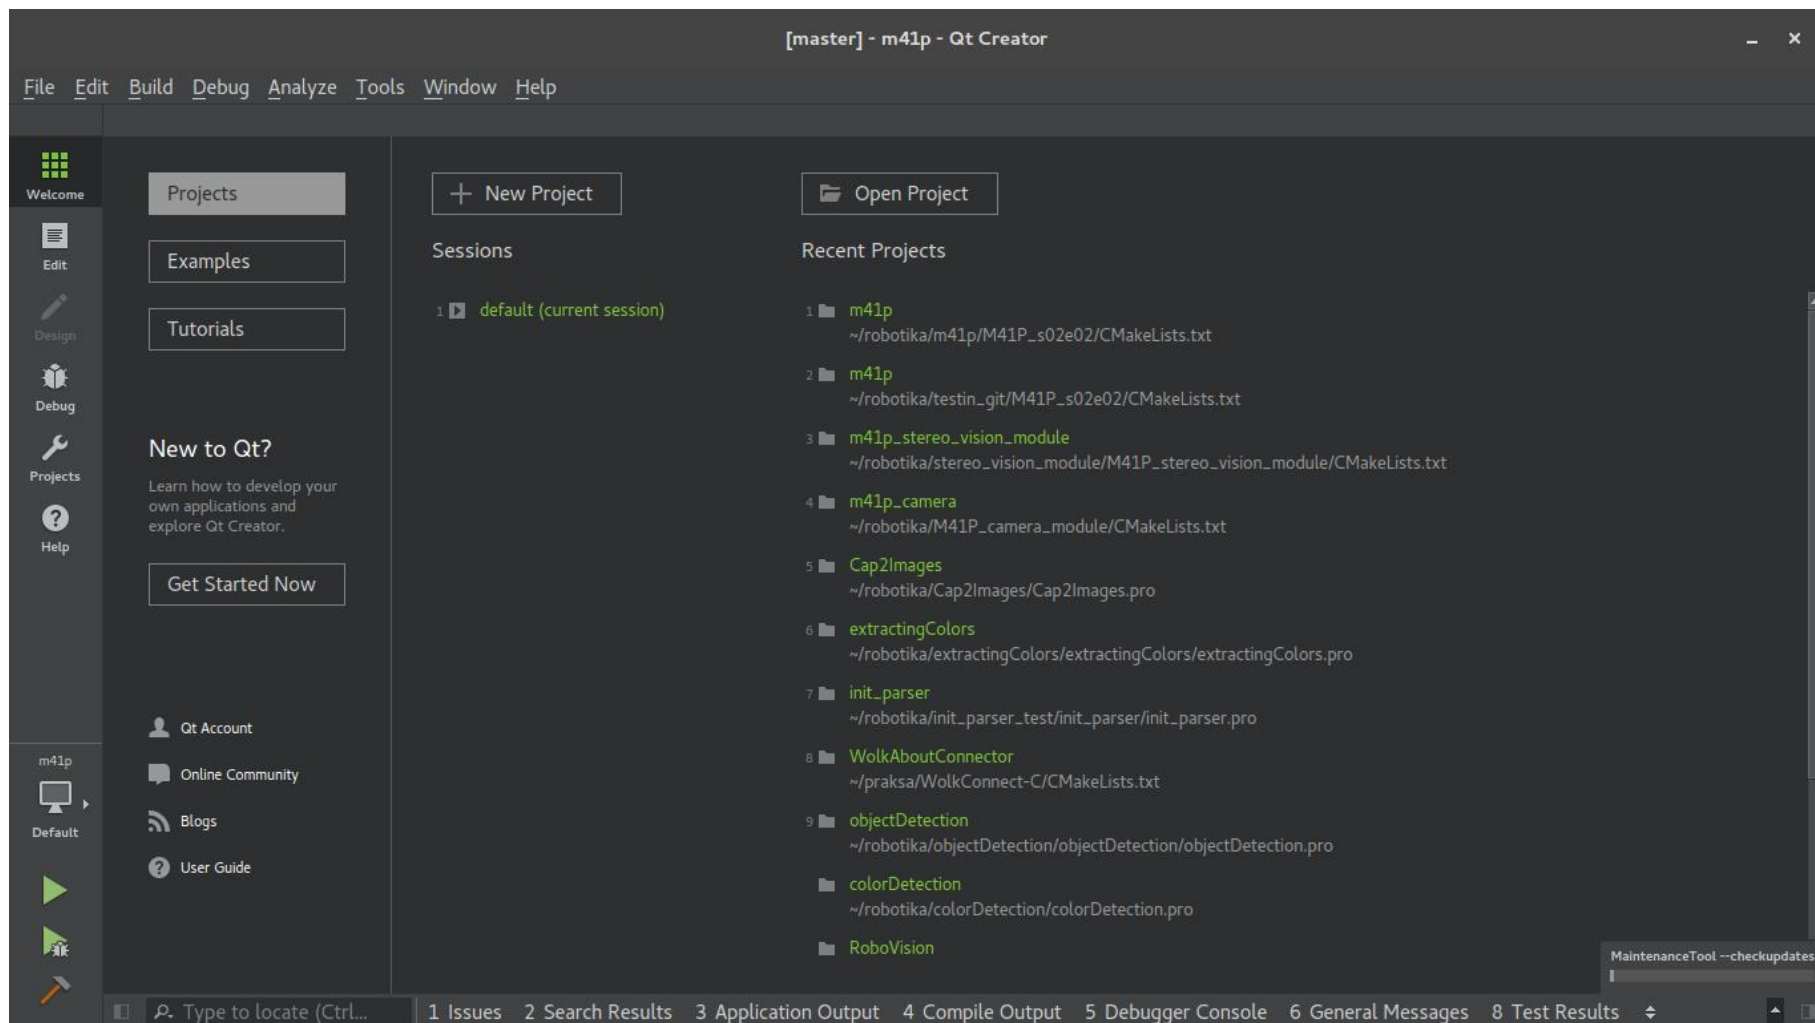 [master] - m41p - Qt Creator
File Edit Build Debug Analyze Tools Window Help
Welcome
Edit
Design
Debug
Projects
Help
m41p
Default
Projects
Examples
Tutorials
New to Qt?
Learn how to develop your
own applications and
explore Qt Creator.
Get Started Now
Qt Account
Online Community
Blogs
User Guide
New Project
Sessions
1 default (current session)
Open Project
Recent Projects
1 m41p
~/robotika/m41p/M41P_s02e02/CMakeLists.txt
2 m41p
~/robotika/testin_git/M41P_s02e02/CMakeLists.txt
3 m41p_stereo_vision_module
~/robotika/stereo_vision_module/M41P_stereo_vision_module/CMakeLists.txt
4 m41p_camera
~/robotika/M41P_camera_module/CMakeLists.txt
5 Cap2Images
~/robotika/Cap2Images/Cap2Images.pro
6 extractingColors
~/robotika/extractingColors/extractingColors/extractingColors.pro
7 init_parser
~/robotika/init_parser_test/init_parser/init_parser.pro
8 WolkAboutConnector
~/praksa/WolkConnect-C/CMakeLists.txt
9 objectDetection
~/robotika/objectDetection/objectDetection/objectDetection.pro
colorDetection
~/robotika/colorDetection/colorDetection.pro
RoboVision
MaintenanceTool --checkupdates
Type to locate (Ctrl... 1 Issues 2 Search Results 3 Application Output 4 Compile Output 5 Debugger Console 6 General Messages 8 Test Results